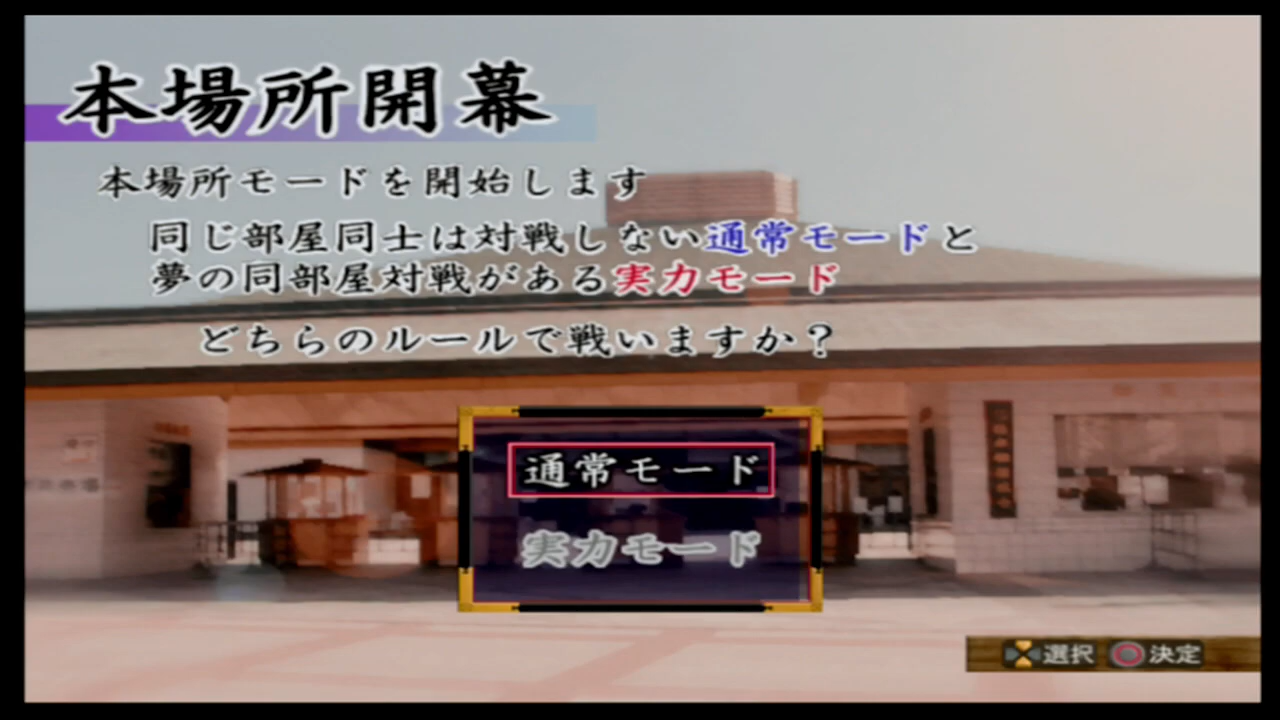 本場所開幕
本場所モードを開始します
同じ部屋同士は対戦しない通常モードと
夢の同部屋対戦がある実力モード
どちらのルールで戦いますか?
通常モード
実力モード
選択 決定